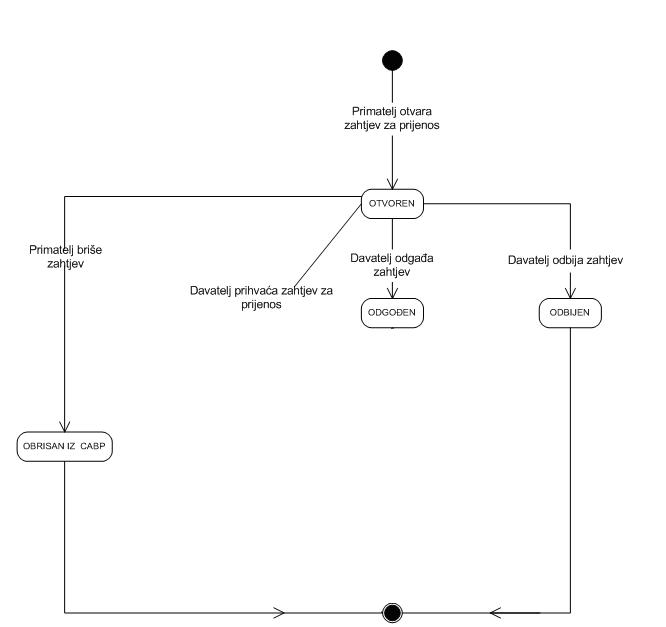 Primatelj otvara
zahtjev za prijenos
OTVOREN
Primatelj briše
zahtjev
Davatelj odgađa
zahtjev
Davatelj odbija zahtjev
Davatelj prihvaća zahtjev za
prijenos
ODGOĐEN
ODBIJEN
OBRISAN IZ CABP